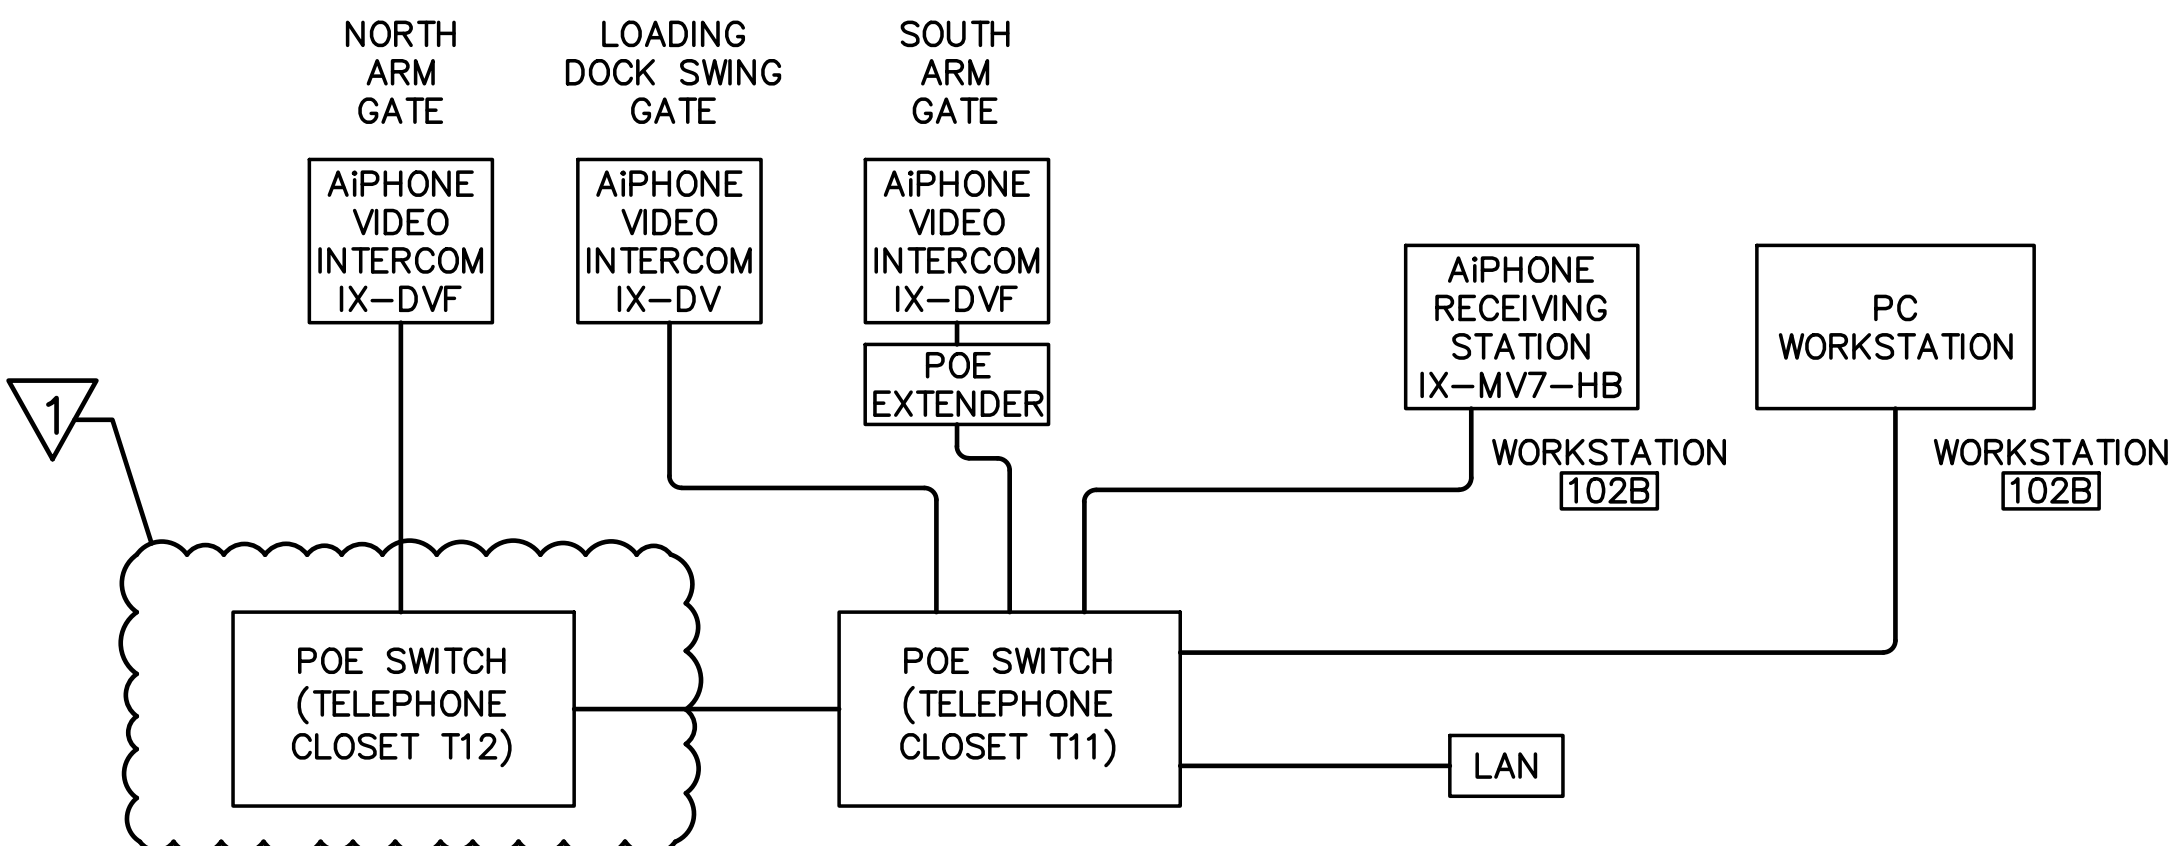 NORTH
ARM
GATE
LOADING
DOCK SWING
GATE
SOUTH
ARM
GATE
AiPHONE
VIDEO
INTERCOM
IX-DVF
AiPHONE
VIDEO
INTERCOM
IX-DV
AiPHONE
VIDEO
INTERCOM
IX-DVF
POE
EXTENDER
AiPHONE
RECEIVING
STATION
IX-MV7-HB
WORKSTATION
102B
PC
WORKSTATION
WORKSTATION
102B
1
POE SWITCH
(TELEPHONE
CLOSET T12)
POE SWITCH
(TELEPHONE
CLOSET T11)
LAN